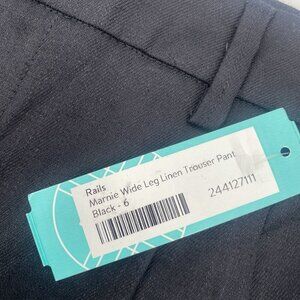 Rails
Marnie Wide Leg Linen Trouser Pant
Black - 6
244127111